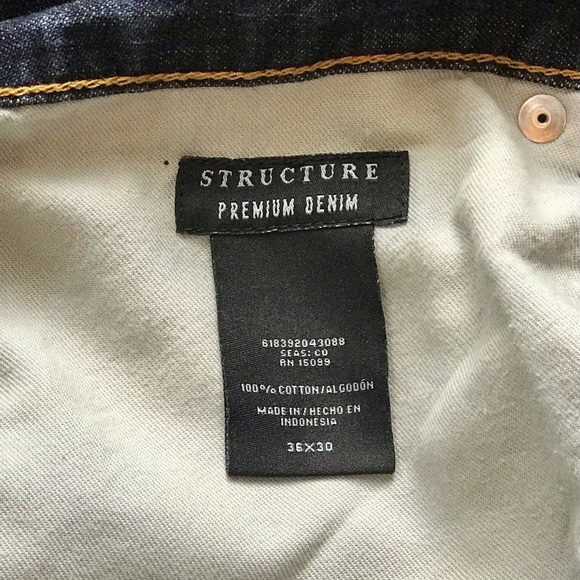 STRUCTURE
PREMIUM DENIM
618392043088
SEAS: CO
RN 15099
100% COTTON/ALGODÓN
MADE IN/HECHO EN
INDONESIA
36X30